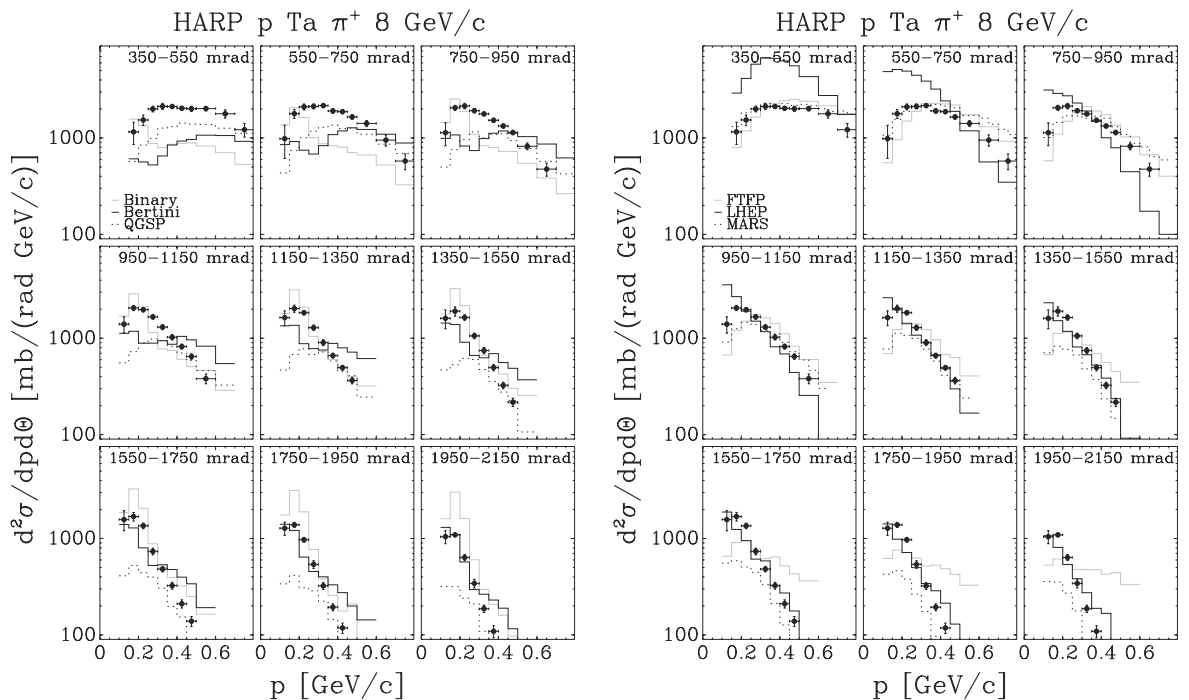 HARP p Ta π⁺ 8 GeV/c
d²σ/dpdΘ [mb/(rad GeV/c)]
350−550 mrad
550−750 mrad
750−950 mrad
1000
100
Binary
Bertini
QGSP
950−1150 mrad
1150−1350 mrad
1350−1550 mrad
1000
100
1550−1750 mrad
1750−1950 mrad
1950−2150 mrad
1000
100
0 0.2 0.4 0.6 0 0.2 0.4 0.6 0 0.2 0.4 0.6
p [GeV/c]
HARP p Ta π⁺ 8 GeV/c
d²σ/dpdΘ [mb/(rad GeV/c)]
350−550 mrad
550−750 mrad
750−950 mrad
1000
100
FTFP
LHEP
MARS
950−1150 mrad
1150−1350 mrad
1350−1550 mrad
1000
100
1550−1750 mrad
1750−1950 mrad
1950−2150 mrad
1000
100
0 0.2 0.4 0.6 0 0.2 0.4 0.6 0 0.2 0.4 0.6
p [GeV/c]